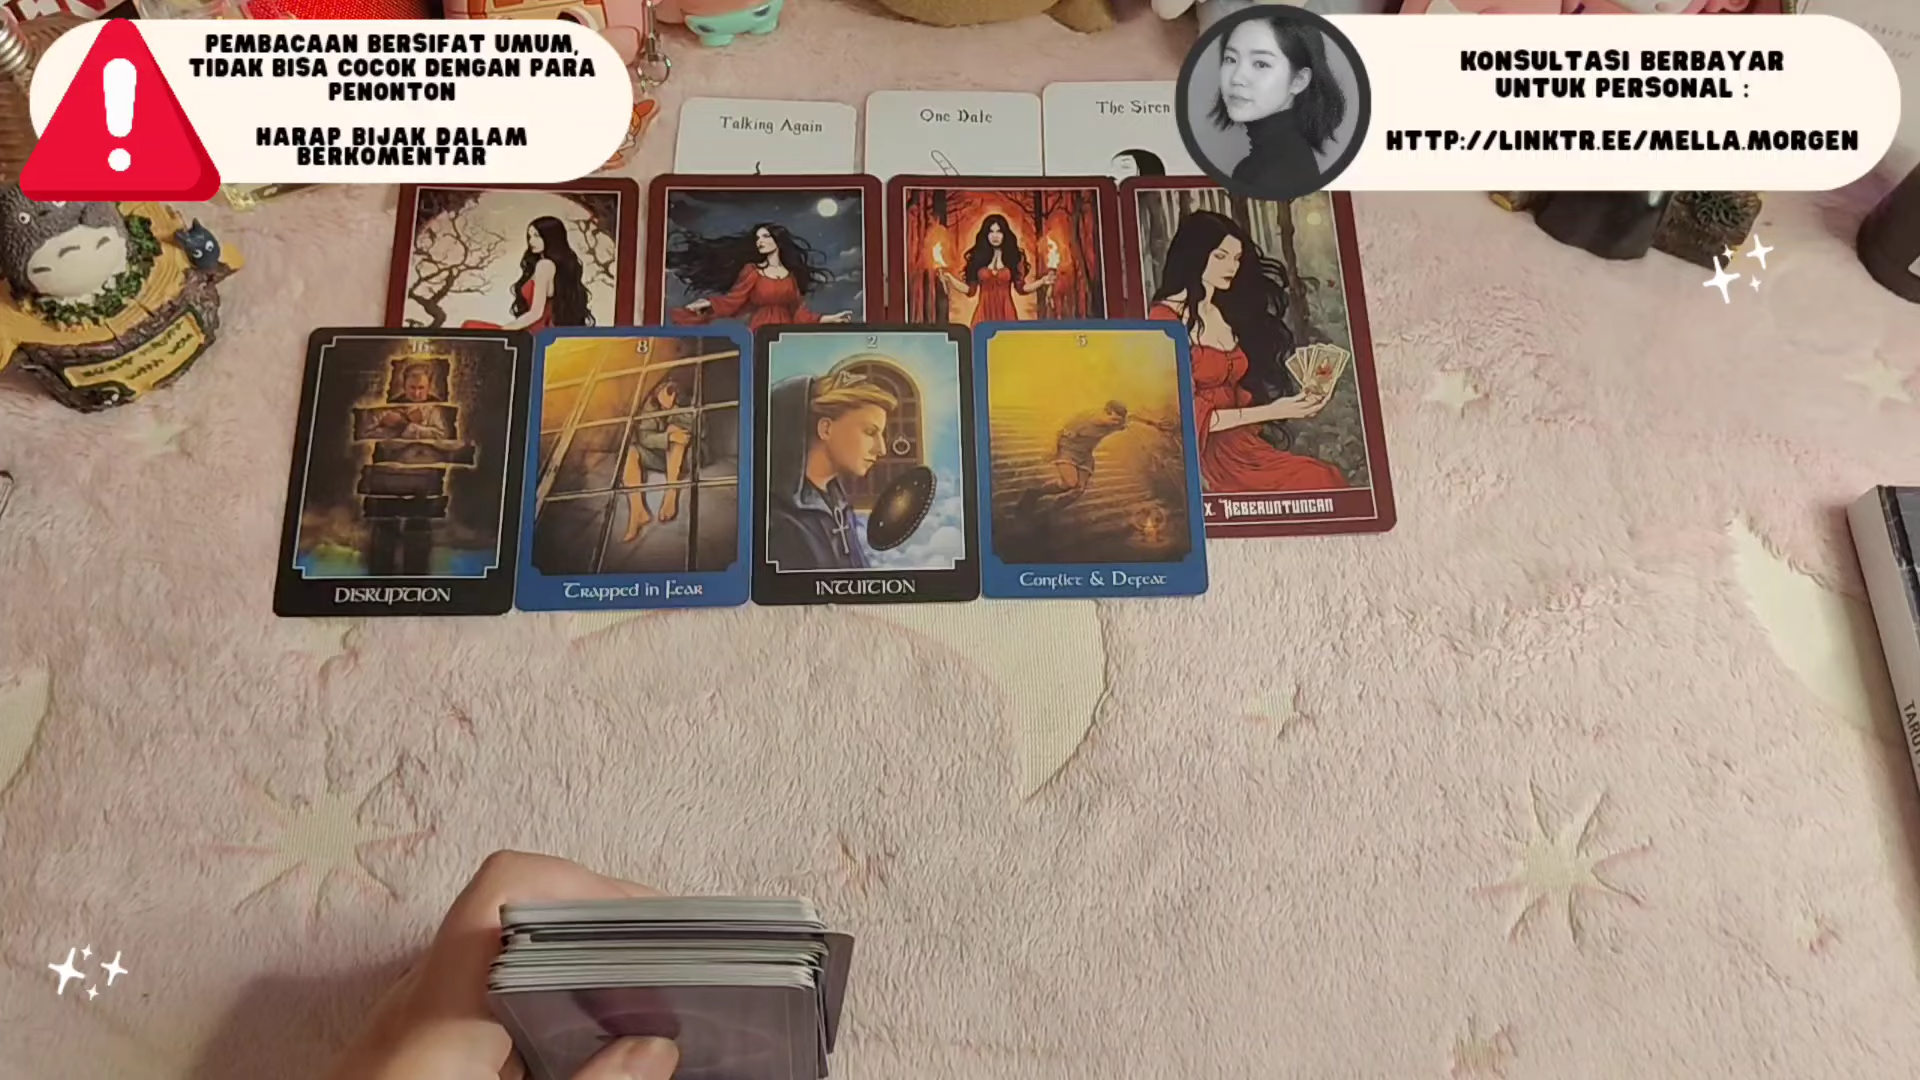 PEMBACAAN BERSIFAT UMUM,
TIDAK BISA COCOK DENGAN PARA
PENONTON
HARAP BIJAK DALAM
BERKOMENTAR
KONSULTASI BERBAYAR
UNTUK PERSONAL :
HTTP://LINKTR.EE/MELLA.MORGEN
Talking Again
One Date
The Siren
16
8
2
5
X. KEBERUNTUNGAN
DISRUPTION
Trapped in Fear
INTUITION
Conflict & Defeat
TAROT